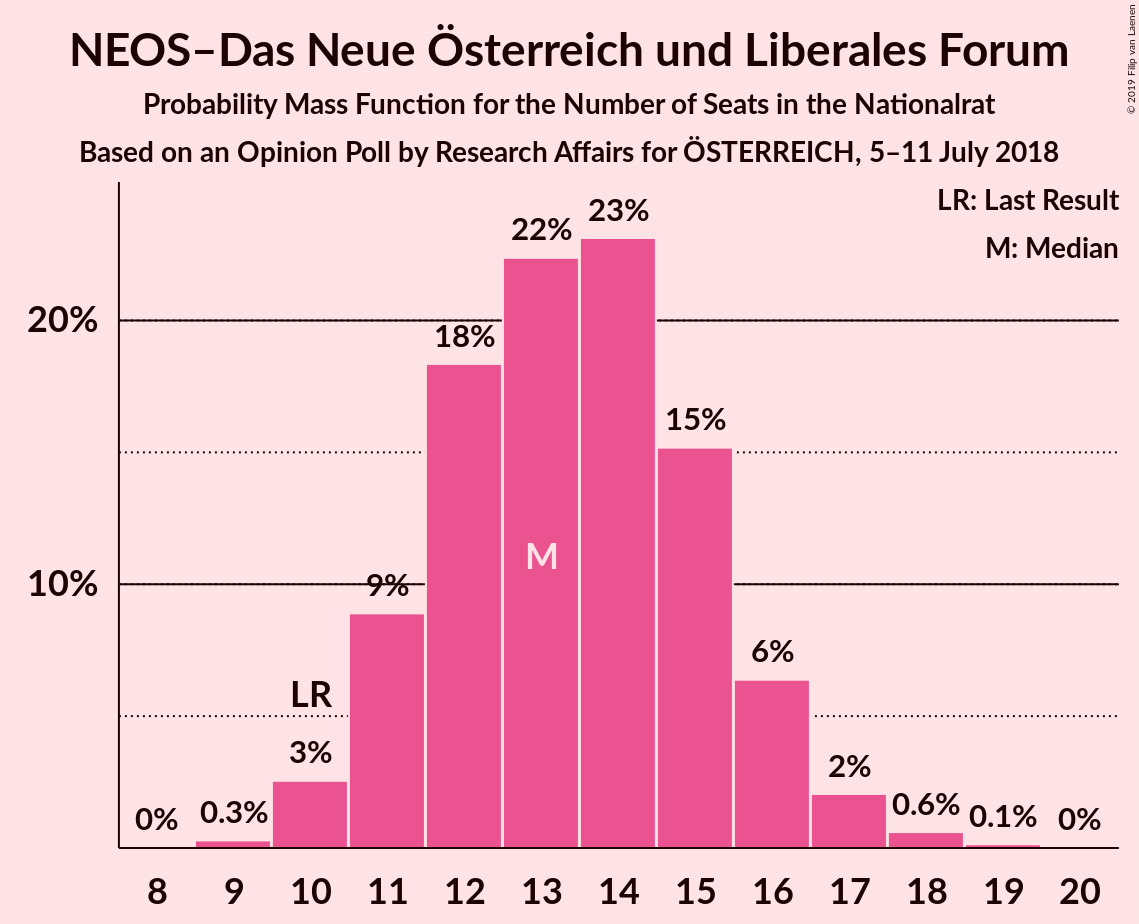 NEOS–Das Neue Österreich und Liberales Forum
Probability Mass Function for the Number of Seats in the Nationalrat
Based on an Opinion Poll by Research Affairs for ÖSTERREICH, 5–11 July 2018
© 2019 Filip van Laenen
LR: Last Result
M: Median
20%
10%
0%
0.3%
LR
3%
9%
18%
22%
M
23%
15%
6%
2%
0.6%
0.1%
0%
8 9 10 11 12 13 14 15 16 17 18 19 20